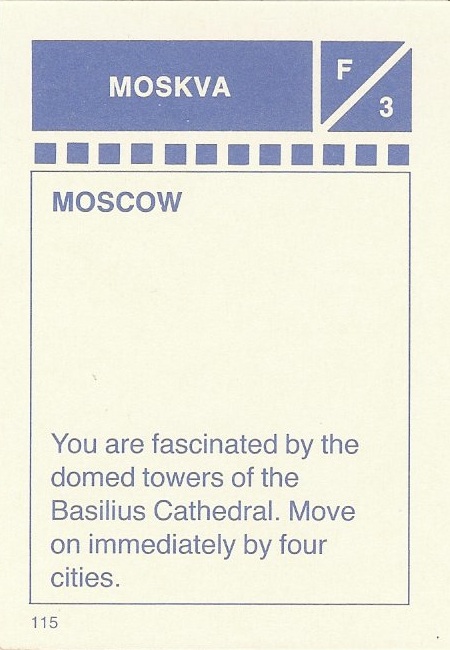 MOSKVA
F
3
MOSCOW
You are fascinated by the
domed towers of the
Basilius Cathedral. Move
on immediately by four
cities.
115